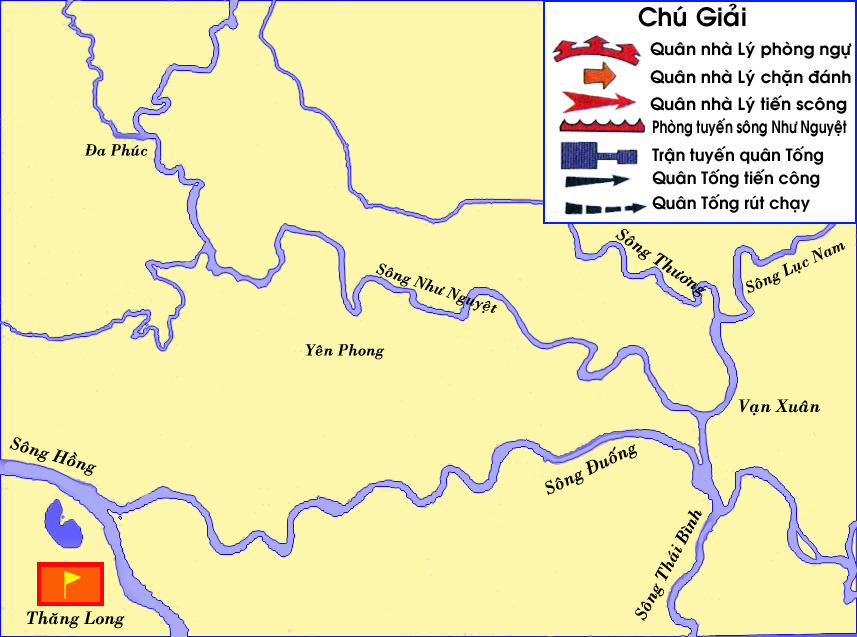 Chú Giải
Quân nhà Lý phòng ngự
Quân nhà Lý chặn đánh
Quân nhà Lý tiến scông
Phòng tuyến sông Như Nguyệt
Trận tuyến quân Tống
Quân Tống tiến công
Quân Tống rút chạy
Đa Phúc
Sông Thương
Sông Lục Nam
Sông Như Nguyệt
Yên Phong
Vạn Xuân
Sông Hồng
Sông Đuống
Sông Thái Bình
Thăng Long